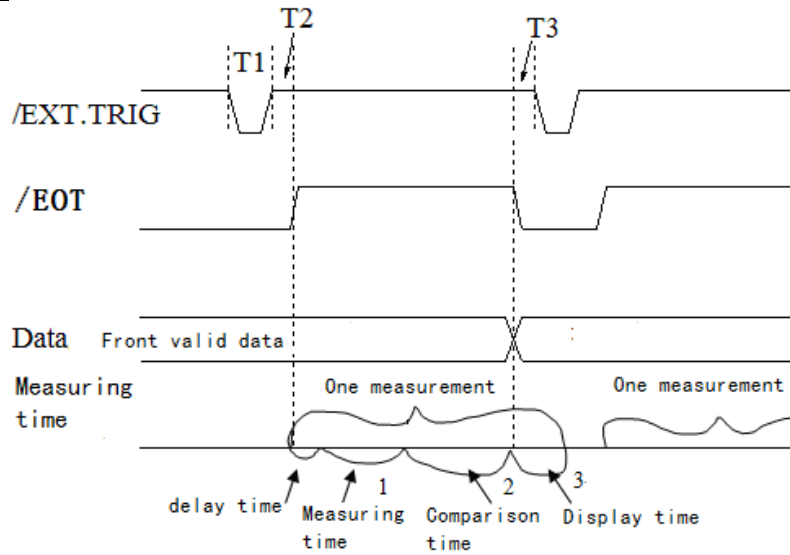 T2
T3
T1
/EXT.TRIG
/EOT
Data Front valid data
Measuring
time
One measurement
One measurement
1
2
3
delay time
Measuring
time
Comparison
time
Display time